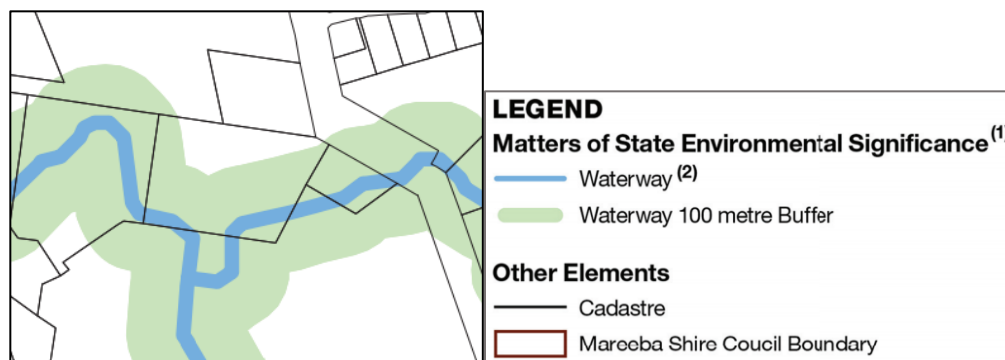 LEGEND
Matters of State Environmental Significance (1)
Waterway (2)
Waterway 100 metre Buffer
Other Elements
Cadastre
Mareeba Shire Coucil Boundary